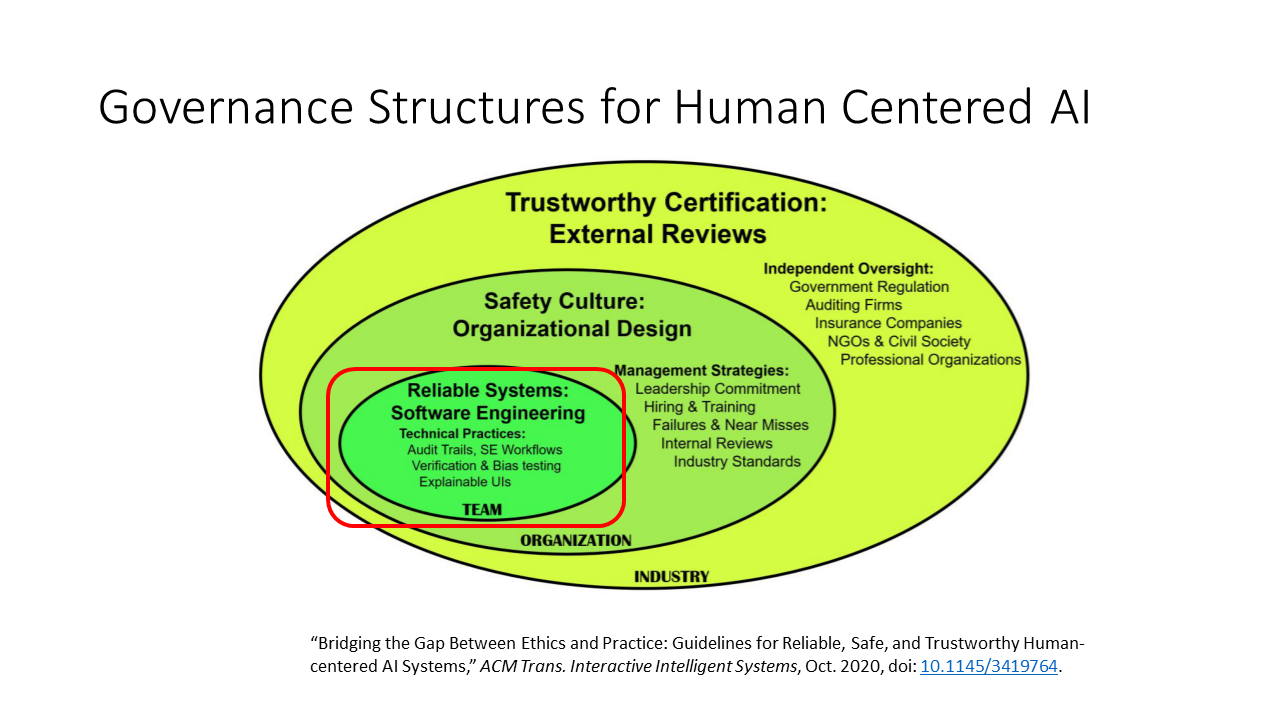 Governance Structures for Human Centered AI
Trustworthy Certification:
External Reviews
Independent Oversight:
Government Regulation
Auditing Firms
Insurance Companies
NGOs & Civil Society
Professional Organizations
Safety Culture:
Organizational Design
Management Strategies:
Leadership Commitment
Hiring & Training
Failures & Near Misses
Internal Reviews
Industry Standards
Reliable Systems:
Software Engineering
Technical Practices:
Audit Trails, SE Workflows
Verification & Bias testing
Explainable UIs
TEAM
ORGANIZATION
INDUSTRY
“Bridging the Gap Between Ethics and Practice: Guidelines for Reliable, Safe, and Trustworthy Human-
centered AI Systems,” ACM Trans. Interactive Intelligent Systems, Oct. 2020, doi: 10.1145/3419764.